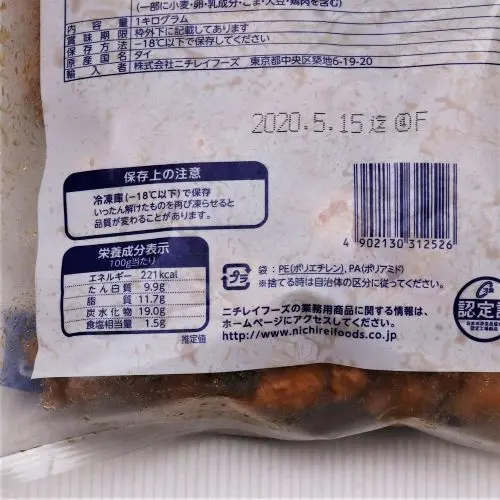 (一部に小麦・卵・乳成分・ごま・大豆・鶏肉を含む)
内容量 1キログラム
賞味期限 枠外下に記載してあります
保存方法 −18℃以下で保存してください
原産国名 タイ
輸入者 株式会社ニチレイフーズ 東京都中央区築地6-19-20
2020.5.15迄 ④F
保存上の注意
冷凍庫(−18℃以下)で保存
いったん解けたものを再び凍らせると
品質が変わることがあります。
4 902130 312526
栄養成分表示
100g当たり
エネルギー 221kcal
たん白質 9.9g
脂質 11.7g
炭水化物 19.0g
食塩相当量 1.5g
推定値
プラ
袋:PE(ポリエチレン),PA(ポリアミド)
※捨てる時は自治体の区分に従ってください。
ニチレイフーズの業務用商品に関する情報は、
ホームページにアクセスしてください。
http://www.nichireifoods.co.jp
認定